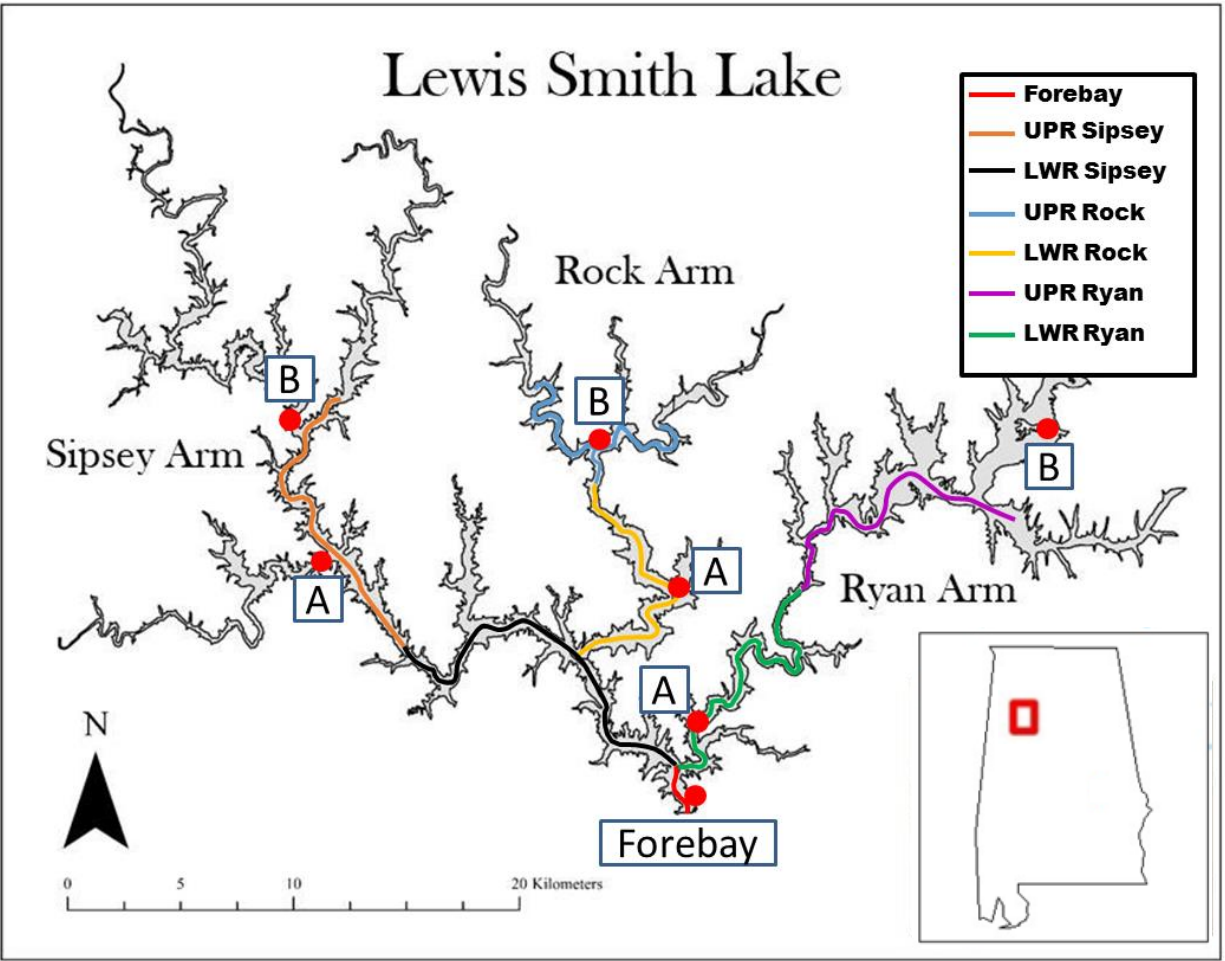 Lewis Smith Lake
Forebay
UPR Sipsey
LWR Sipsey
UPR Rock
LWR Rock
UPR Ryan
LWR Ryan
Rock Arm
B
B
B
Sipsey Arm
A
A
Ryan Arm
A
N
Forebay
0 5 10 20 Kilometers